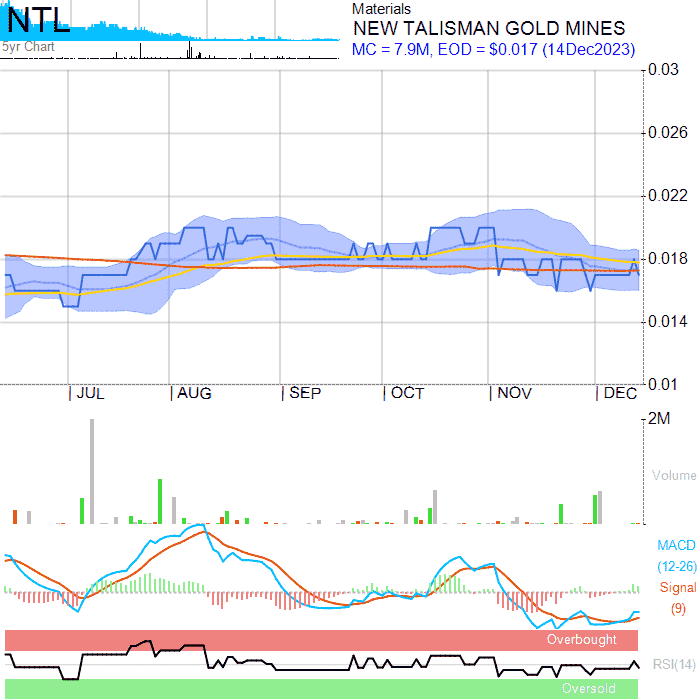 NTL
5yr Chart
Materials
NEW TALISMAN GOLD MINES
MC = 7.9M, EOD = $0.017 (14Dec2023)
0.03
0.026
0.022
0.018
0.014
0.01
JUL AUG SEP OCT NOV DEC
2M
Volume
MACD
(12-26)
Signal
(9)
Overbought
RSI(14)
Oversold